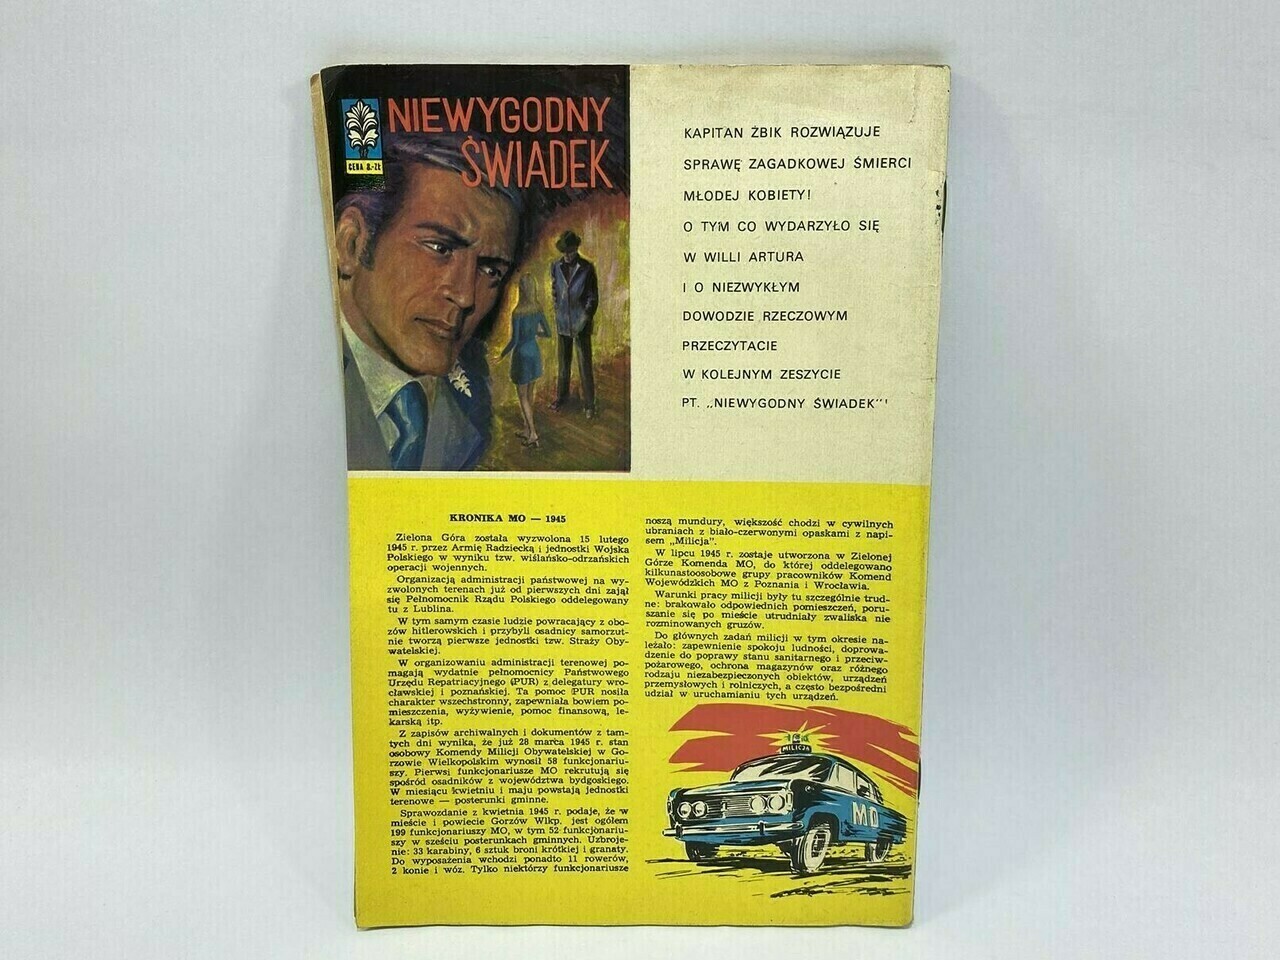 NIEWYGODNY
ŚWIADEK
CENA 8.-ZŁ
KAPITAN ŻBIK ROZWIĄZUJE
SPRAWĘ ZAGADKOWEJ ŚMIERCI
MŁODEJ KOBIETY!
O TYM CO WYDARZYŁO SIĘ
W WILLI ARTURA
I O NIEZWYKŁYM
DOWODZIE RZECZOWYM
PRZECZYTACIE
W KOLEJNYM ZESZYCIE
PT. „NIEWYGODNY ŚWIADEK"!
KRONIKA MO — 1945
Zielona Góra została wyzwolona 15 lutego
1945 r. przez Armię Radziecką i jednostki Wojska
Polskiego w wyniku tzw. wiślańsko-odrzańskich
operacji wojennych.
Organizacją administracji państwowej na wy-
zwolonych terenach już od pierwszych dni zajął
się Pełnomocnik Rządu Polskiego oddelegowany
tu z Lublina.
W tym samym czasie ludzie powracający z obo-
zów hitlerowskich i przybyli osadnicy samorzut-
nie tworzą pierwsze jednostki tzw. Straży Oby-
watelskiej.
W organizowaniu administracji terenowej po-
magają wydatnie pełnomocnicy Państwowego
Urzędu Repatriacyjnego (PUR) z delegatury wro-
cławskiej i poznańskiej. Ta pomoc PUR nosiła
charakter wszechstronny, zapewniała bowiem po-
mieszczenia, wyżywienie, pomoc finansową, le-
karską itp.
Z zapisów archiwalnych i dokumentów z tam-
tych dni wynika, że już 28 marca 1945 r. stan
osobowy Komendy Milicji Obywatelskiej w Go-
rzowie Wielkopolskim wynosił 58 funkcjonariu-
szy. Pierwsi funkcjonariusze MO rekrutują się
spośród osadników z województwa bydgoskiego.
W miesiącu kwietniu i maju powstają jednostki
terenowe — posterunki gminne.
Sprawozdanie z kwietnia 1945 r. podaje, że w
mieście i powiecie Gorzów Wlkp. jest ogółem
199 funkcjonariuszy MO, w tym 52 funkcjonariu-
szy w sześciu posterunkach gminnych. Uzbroje-
nie: 33 karabiny, 6 sztuk broni krótkiej i granaty.
Do wyposażenia wchodzi ponadto 11 rowerów,
2 konie i wóz. Tylko niektórzy funkcjonariusze
noszą mundury, większość chodzi w cywilnych
ubraniach z biało-czerwonymi opaskami z napi-
sem „Milicja".
W lipcu 1945 r. zostaje utworzona w Zielonej
Górze Komenda MO, do której oddelegowano
kilkunastoosobowe grupy pracowników Komend
Wojewódzkich MO z Poznania i Wrocławia.
Warunki pracy milicji były tu szczególnie trud-
ne: brakowało odpowiednich pomieszczeń, poru-
szanie się po mieście utrudniały zwaliska nie
rozminowanych gruzów.
Do głównych zadań milicji w tym okresie na-
leżało: zapewnienie spokoju ludności, doprowa-
dzenie do poprawy stanu sanitarnego i przeciw-
pożarowego, ochrona magazynów oraz różnego
rodzaju niezabezpieczonych obiektów, urządzeń
przemysłowych i rolniczych, a często bezpośredni
udział w uruchamianiu tych urządzeń.
MILICJA
MO